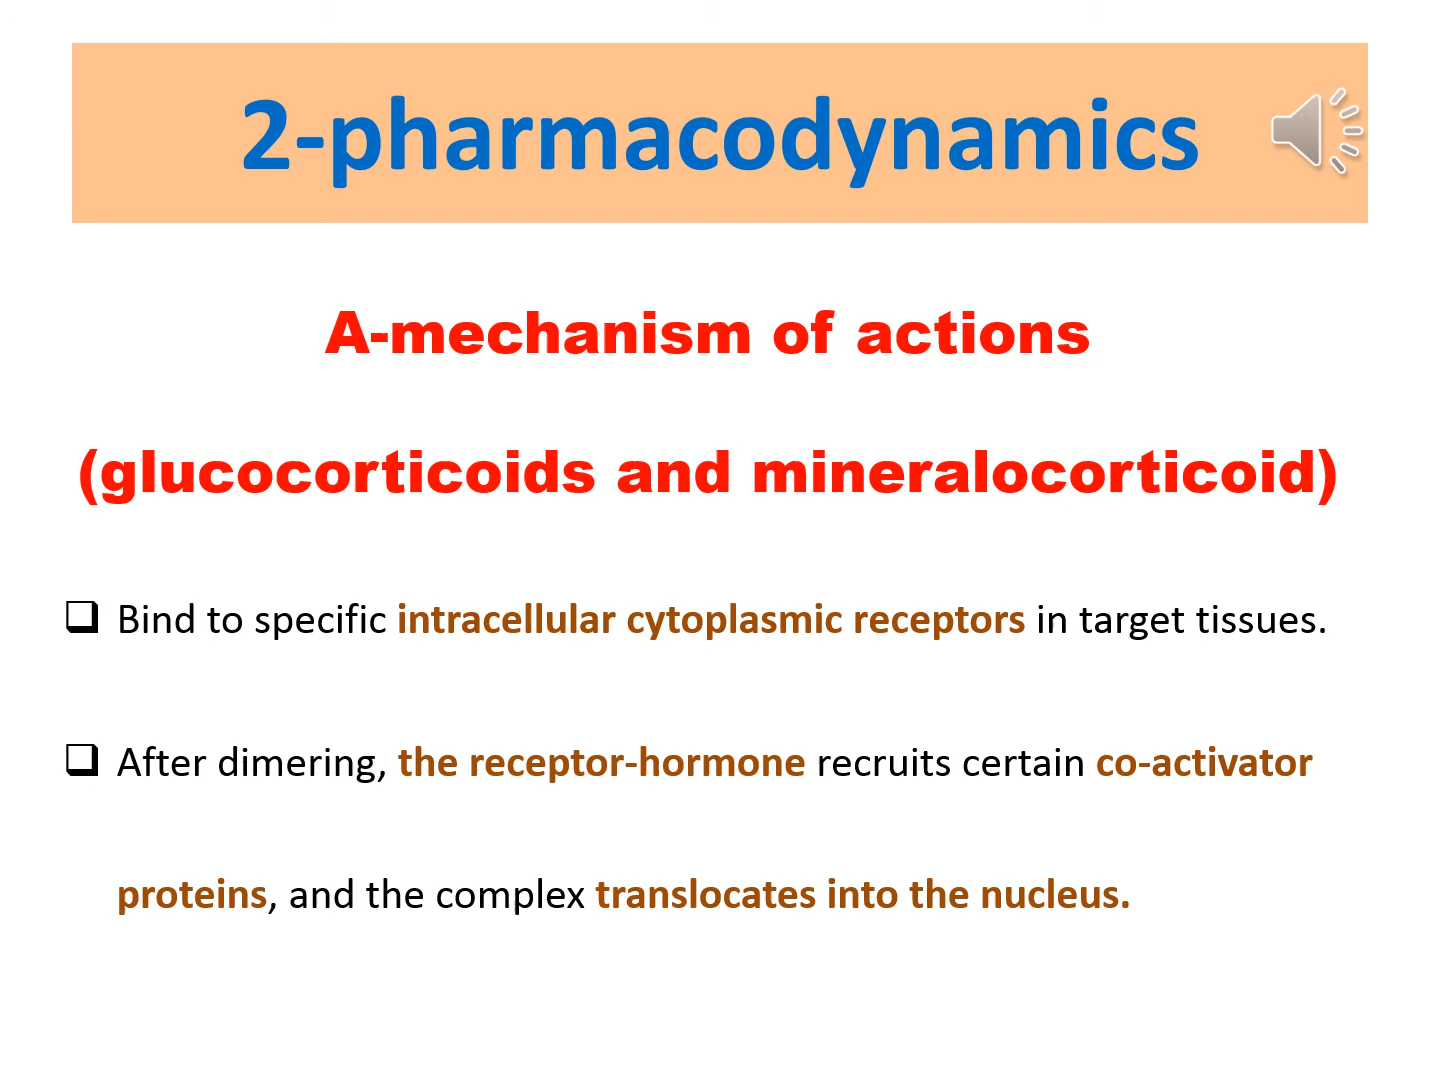 2-pharmacodynamics
A-mechanism of actions
(glucocorticoids and mineralocorticoid)
❑ Bind to specific intracellular cytoplasmic receptors in target tissues.
❑ After dimering, the receptor-hormone recruits certain co-activator
proteins, and the complex translocates into the nucleus.